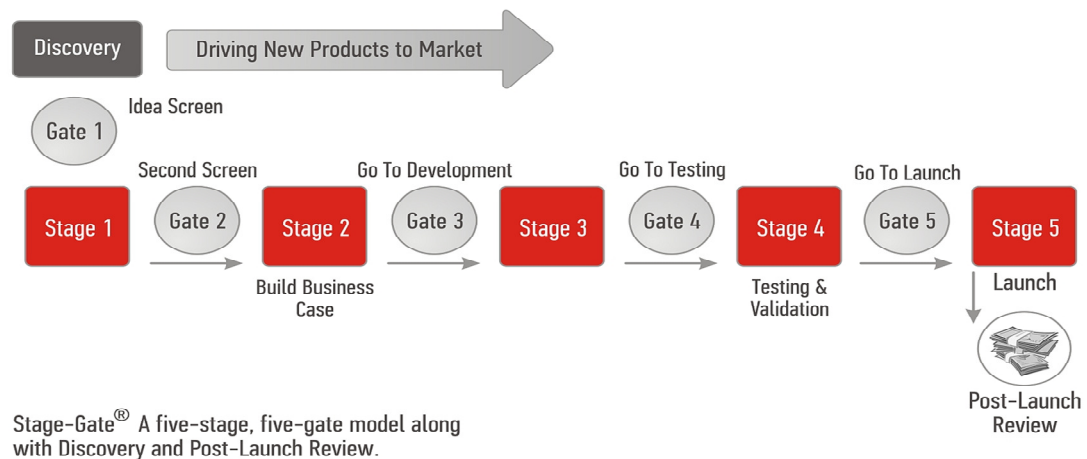 Discovery
Driving New Products to Market
Idea Screen
Gate 1
Second Screen
Go To Development
Go To Testing
Go To Launch
Stage 1
Gate 2
Stage 2
Gate 3
Stage 3
Gate 4
Stage 4
Gate 5
Stage 5
Build Business
Case
Testing &
Validation
Launch
Post-Launch
Review
Stage-Gate® A five-stage, five-gate model along
with Discovery and Post-Launch Review.